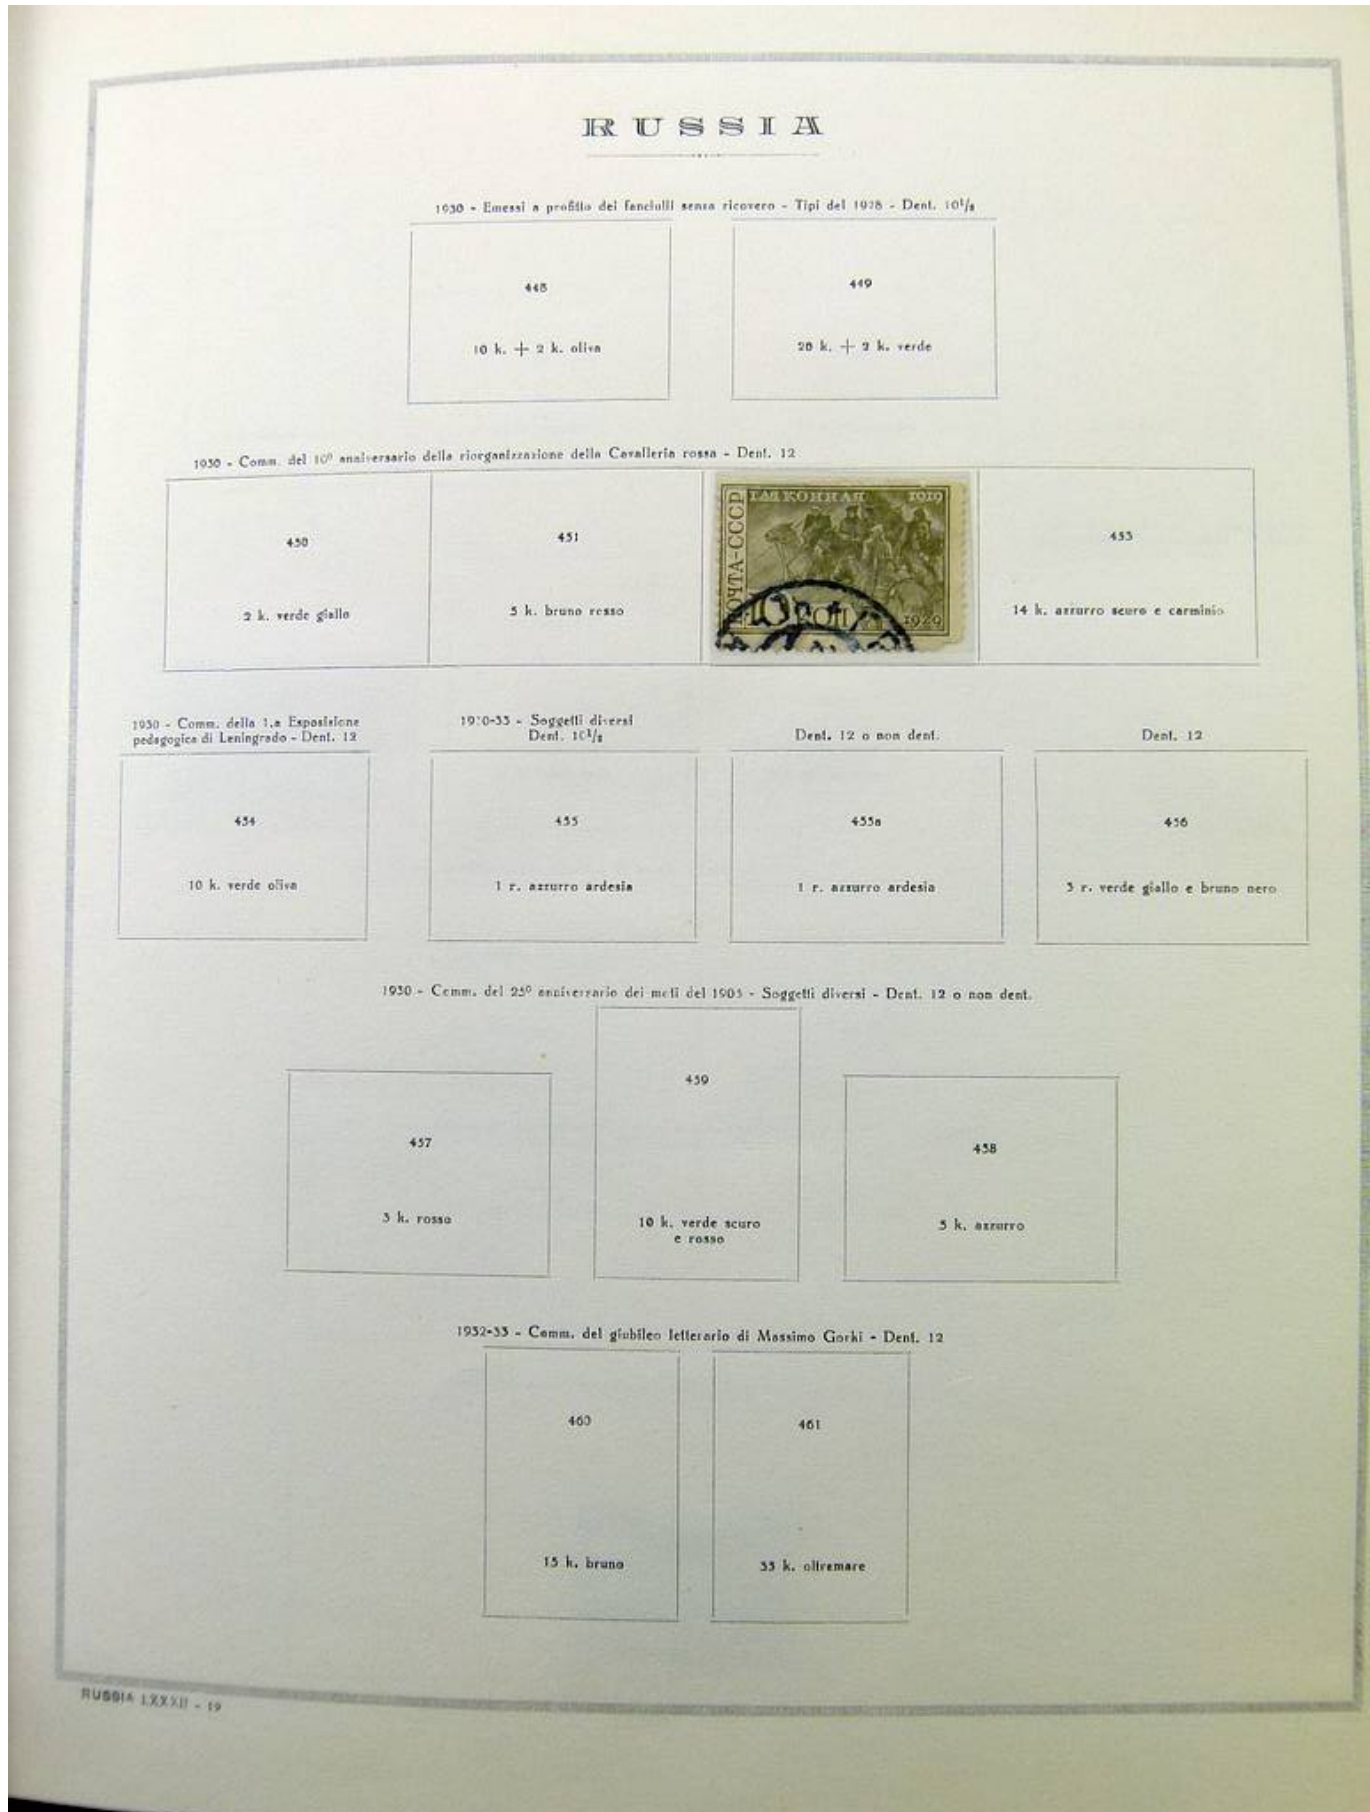 RUSSIA
1930 - Emessi a profitto dei fanciulli senza ricovero - Tipi del 1928 - Dent. 10¹/₂
448
449
10 k. + 2 k. oliva
20 k. + 2 k. verde
1930 - Comm. del 10º anniversario della riorganizzazione della Cavalleria rossa - Dent. 12
450
451
453
2 k. verde giallo
5 k. bruno rosso
14 k. azzurro scuro e carminio
КОННАЯ 1919
ПОЧТА-СССР
10 КОП
1929
1930 - Comm. della 1.a Esposizione
pedagogica di Leningrado - Dent. 12
1930-33 - Soggetti diversi
Dent. 10¹/₂
Dent. 12 o non dent.
Dent. 12
454
455
455a
456
10 k. verde oliva
1 r. azzurro ardesia
1 r. azzurro ardesia
3 r. verde giallo e bruno nero
1930 - Comm. del 25º anniversario dei moti del 1905 - Soggetti diversi - Dent. 12 o non dent.
457
459
458
3 k. rosso
10 k. verde scuro
e rosso
5 k. azzurro
1932-33 - Comm. del giubileo letterario di Massimo Gorki - Dent. 12
460
461
15 k. bruno
35 k. oltremare
RUSSIA LXXXII - 19